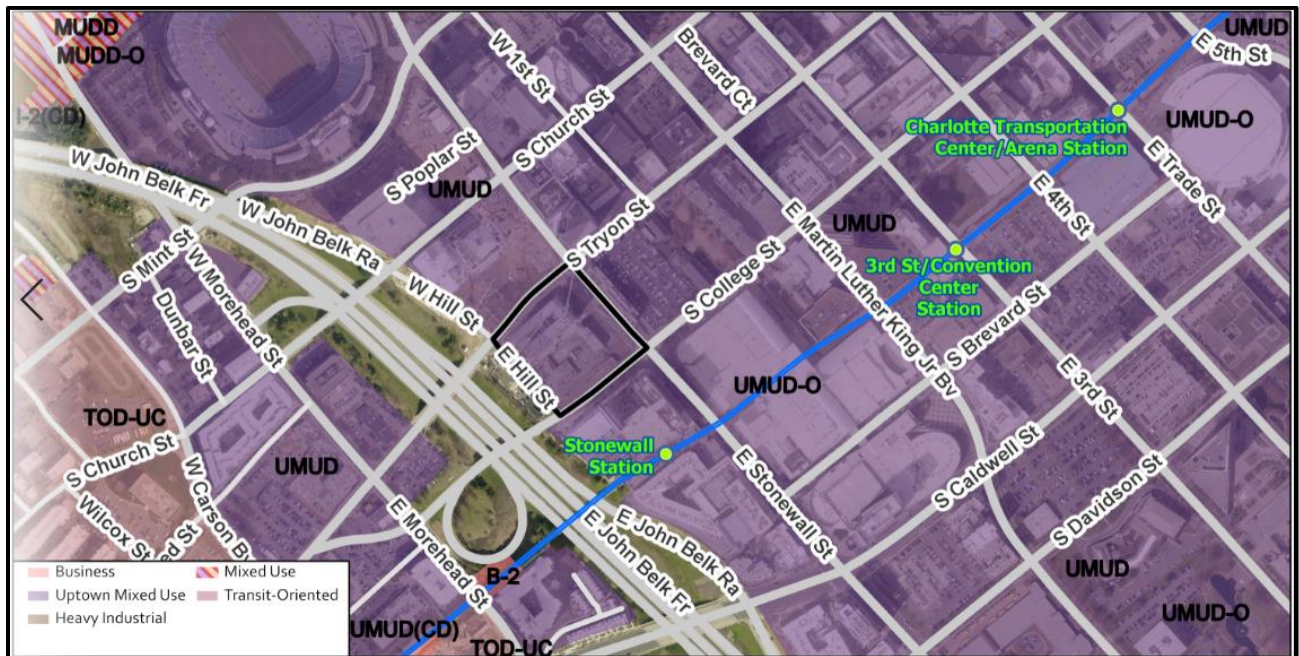 MUDD
MUDD-O
I-2(CD)
W John Belk Fr
W John Belk Ra
W Hill St
E Hill St
S Mint St
W Morehead St
Dunbar St
S Poplar St
UMUD
S Church St
W 1st St
Brevard Ct
S Tryon St
S College St
E Martin Luther King Jr Bv
UMUD
UMUD
E 5th St
UMUD-O
Charlotte Transportation
Center/Arena Station
E Trade St
E 4th St
3rd St/Convention
Center
Station
S Brevard St
E 3rd St
UMUD-O
Stonewall
Station
E Stonewall St
S Caldwell St
S Davidson St
UMUD
UMUD-O
TOD-UC
S Church St
UMUD
W Carson Bv
Wilcox St
ed St
E Morehead St
E John Belk Ra
E John Belk Fr
B-2
UMUD(CD)
TOD-UC
Business
Mixed Use
Uptown Mixed Use
Transit-Oriented
Heavy Industrial